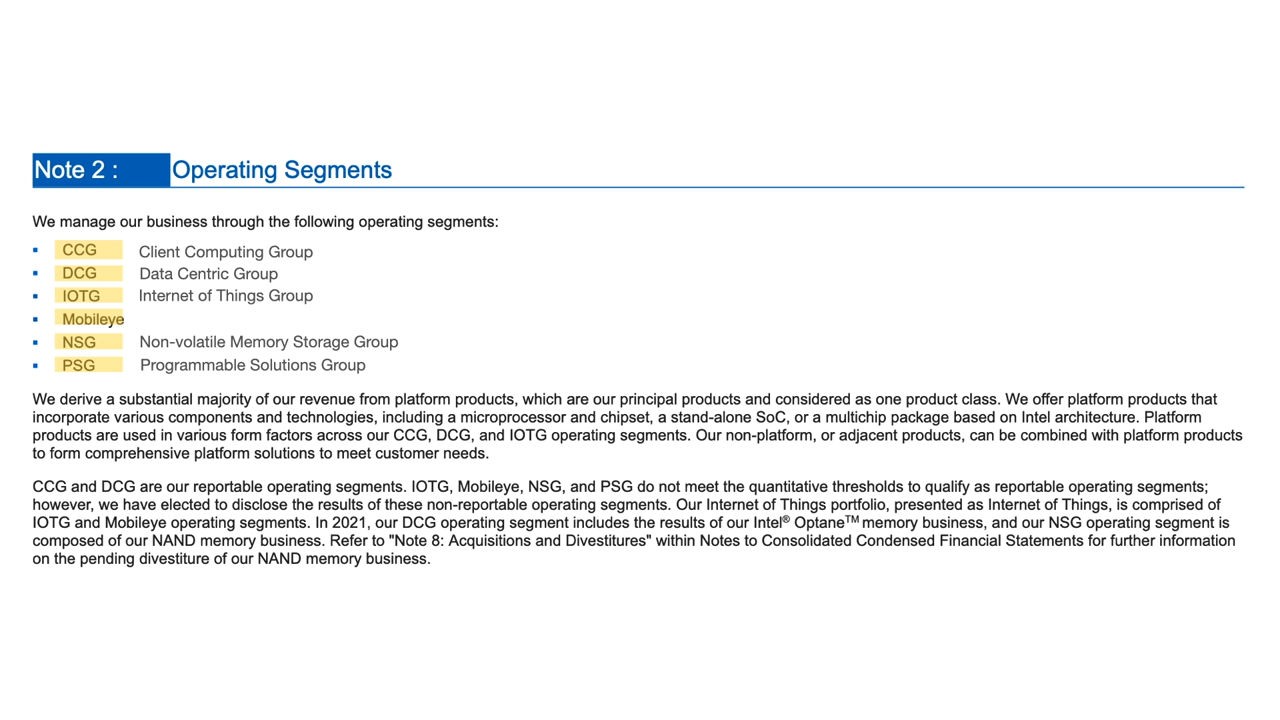 Note 2 : Operating Segments
We manage our business through the following operating segments:
▪ CCG Client Computing Group
▪ DCG Data Centric Group
▪ IOTG Internet of Things Group
▪ Mobileye
▪ NSG Non-volatile Memory Storage Group
▪ PSG Programmable Solutions Group
We derive a substantial majority of our revenue from platform products, which are our principal products and considered as one product class. We offer platform products that
incorporate various components and technologies, including a microprocessor and chipset, a stand-alone SoC, or a multichip package based on Intel architecture. Platform
products are used in various form factors across our CCG, DCG, and IOTG operating segments. Our non-platform, or adjacent products, can be combined with platform products
to form comprehensive platform solutions to meet customer needs.
CCG and DCG are our reportable operating segments. IOTG, Mobileye, NSG, and PSG do not meet the quantitative thresholds to qualify as reportable operating segments;
however, we have elected to disclose the results of these non-reportable operating segments. Our Internet of Things portfolio, presented as Internet of Things, is comprised of
IOTG and Mobileye operating segments. In 2021, our DCG operating segment includes the results of our Intel® Optane™ memory business, and our NSG operating segment is
composed of our NAND memory business. Refer to "Note 8: Acquisitions and Divestitures" within Notes to Consolidated Condensed Financial Statements for further information
on the pending divestiture of our NAND memory business.